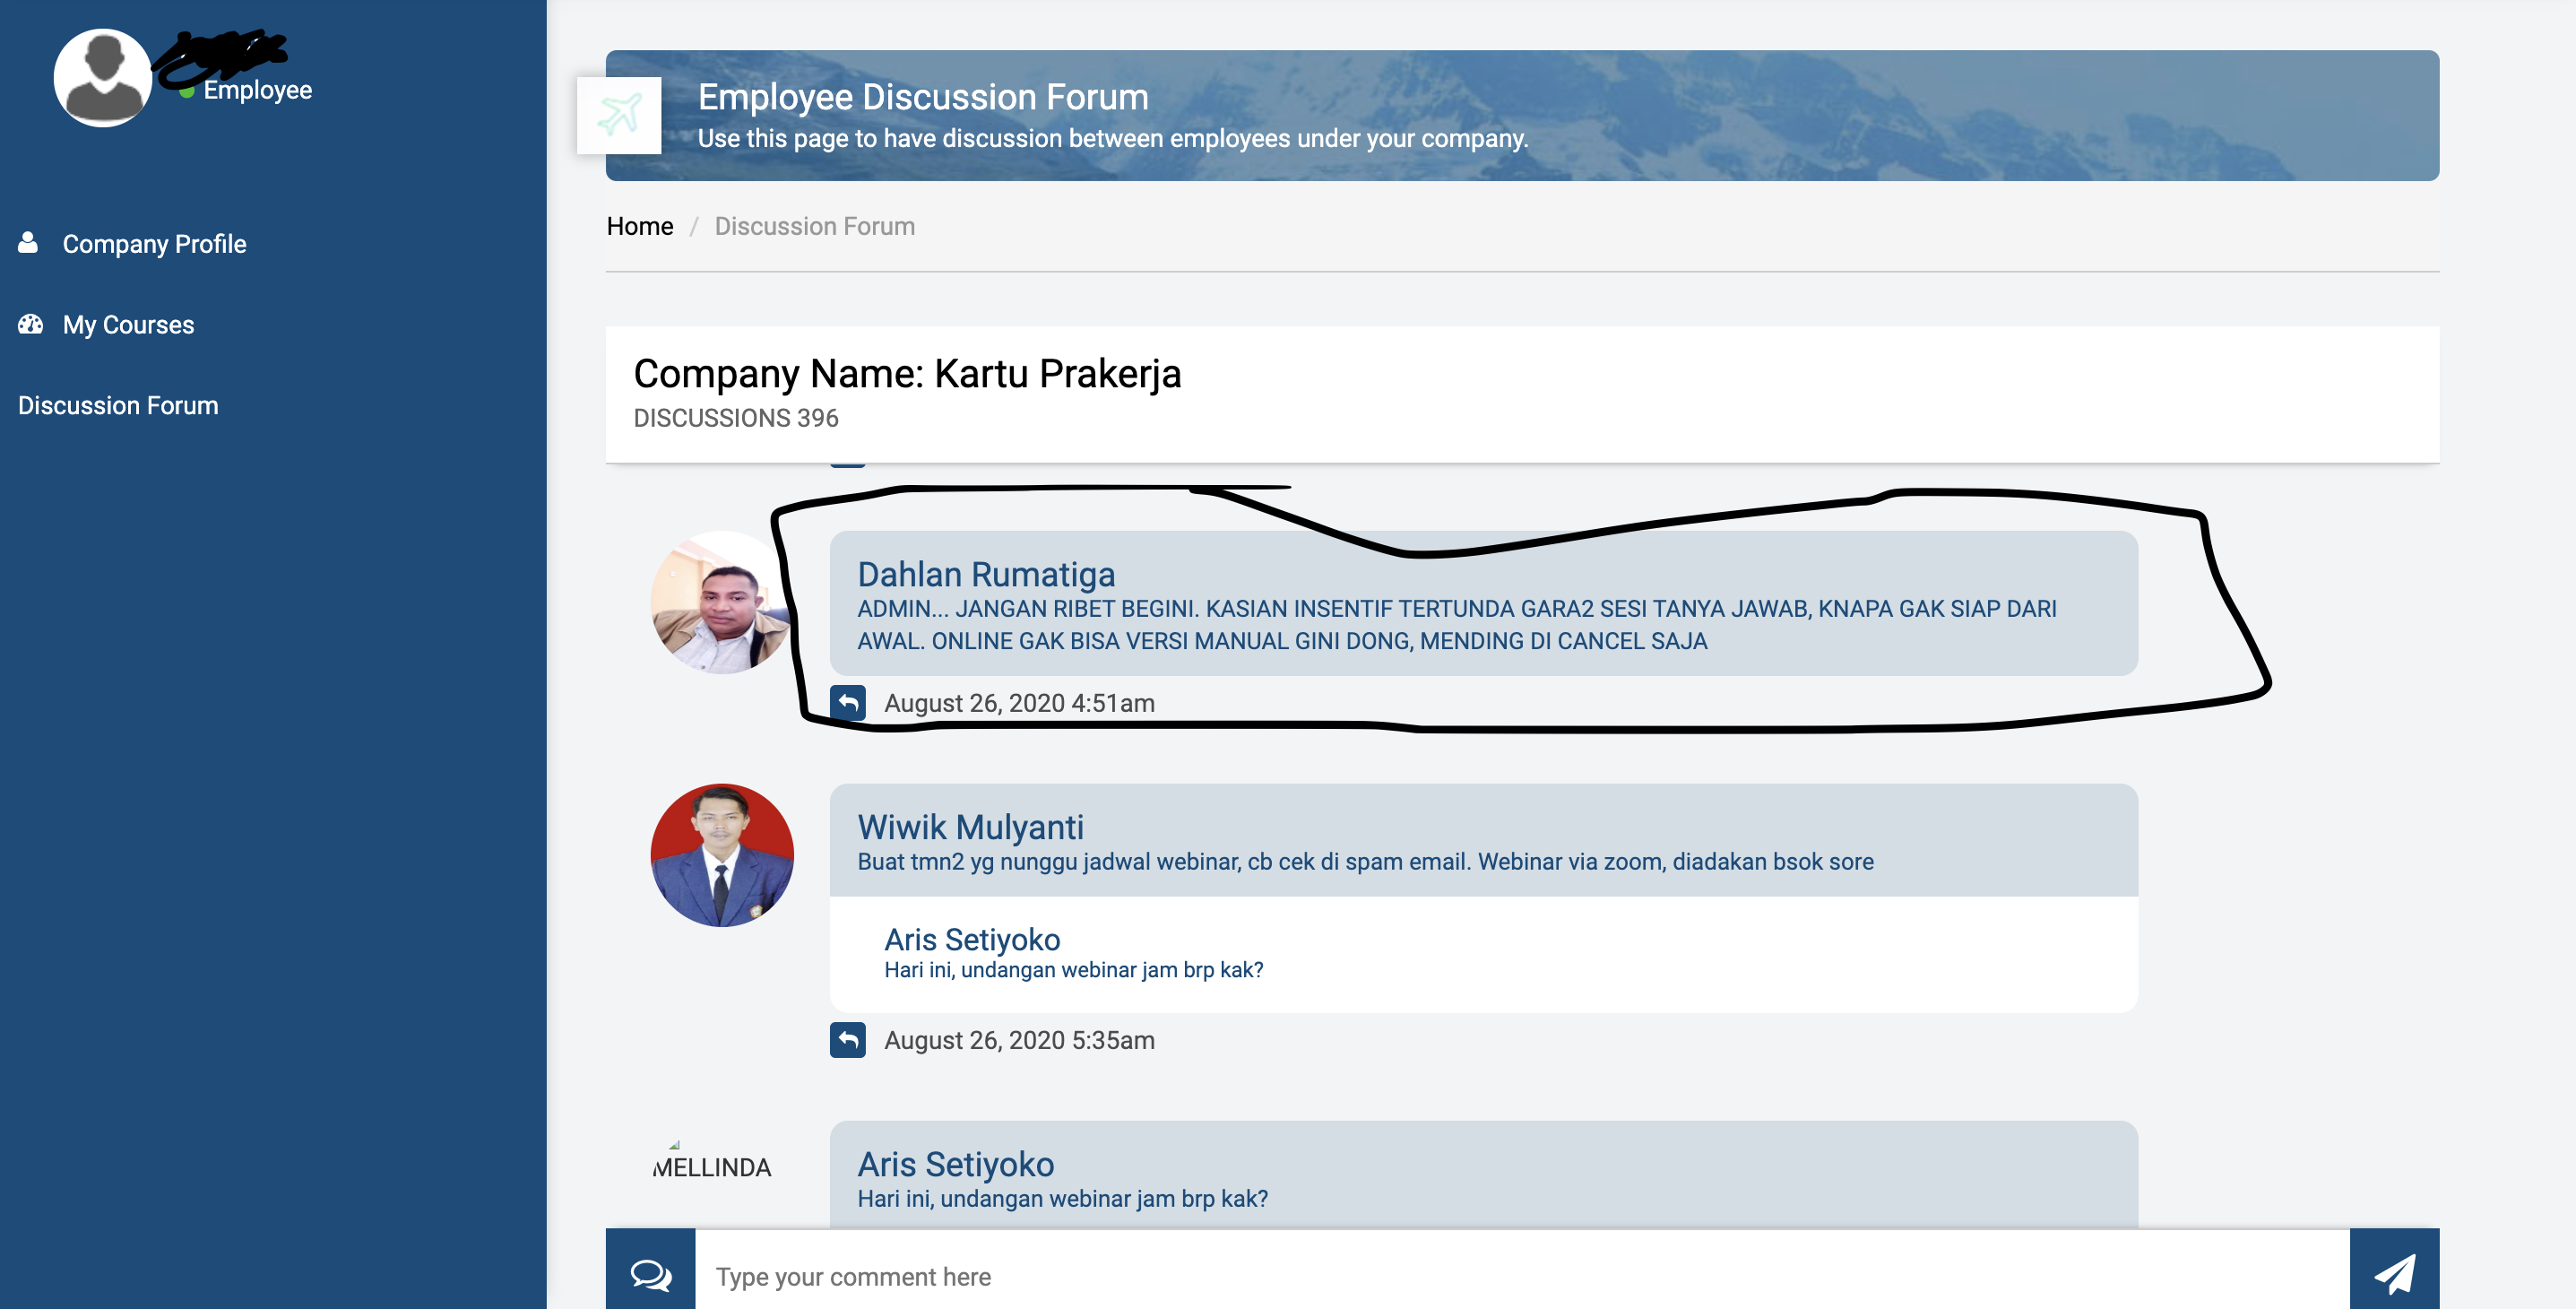 Employee
Company Profile
My Courses
Discussion Forum
Employee Discussion Forum
Use this page to have discussion between employees under your company.
Home / Discussion Forum
Company Name: Kartu Prakerja
DISCUSSIONS 396
Dahlan Rumatiga
ADMIN... JANGAN RIBET BEGINI. KASIAN INSENTIF TERTUNDA GARA2 SESI TANYA JAWAB, KNAPA GAK SIAP DARI
AWAL. ONLINE GAK BISA VERSI MANUAL GINI DONG, MENDING DI CANCEL SAJA
August 26, 2020 4:51am
Wiwik Mulyanti
Buat tmn2 yg nunggu jadwal webinar, cb cek di spam email. Webinar via zoom, diadakan bsok sore
Aris Setiyoko
Hari ini, undangan webinar jam brp kak?
August 26, 2020 5:35am
MELLINDA
Aris Setiyoko
Hari ini, undangan webinar jam brp kak?
Type your comment here